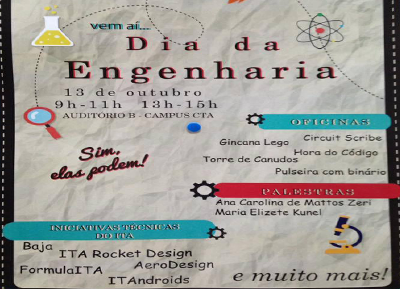 vem aí...
Dia da
Engenharia
13 de outubro
9h-11h 13h-15h
AUDITÓRIO B - CAMPUS CTA
Sim,
elas podem!
OFICINAS
Circuit Scribe
Gincana Lego
Hora do Código
Torre de Canudos
Pulseira com binário
PALESTRAS
Ana Carolina de Mattos Zeri
Maria Elizete Kunel
INICIATIVAS TÉCNICAS
DO ITA
Baja
ITA Rocket Design
FormulaITA
AeroDesign
ITAndroids
e muito mais!